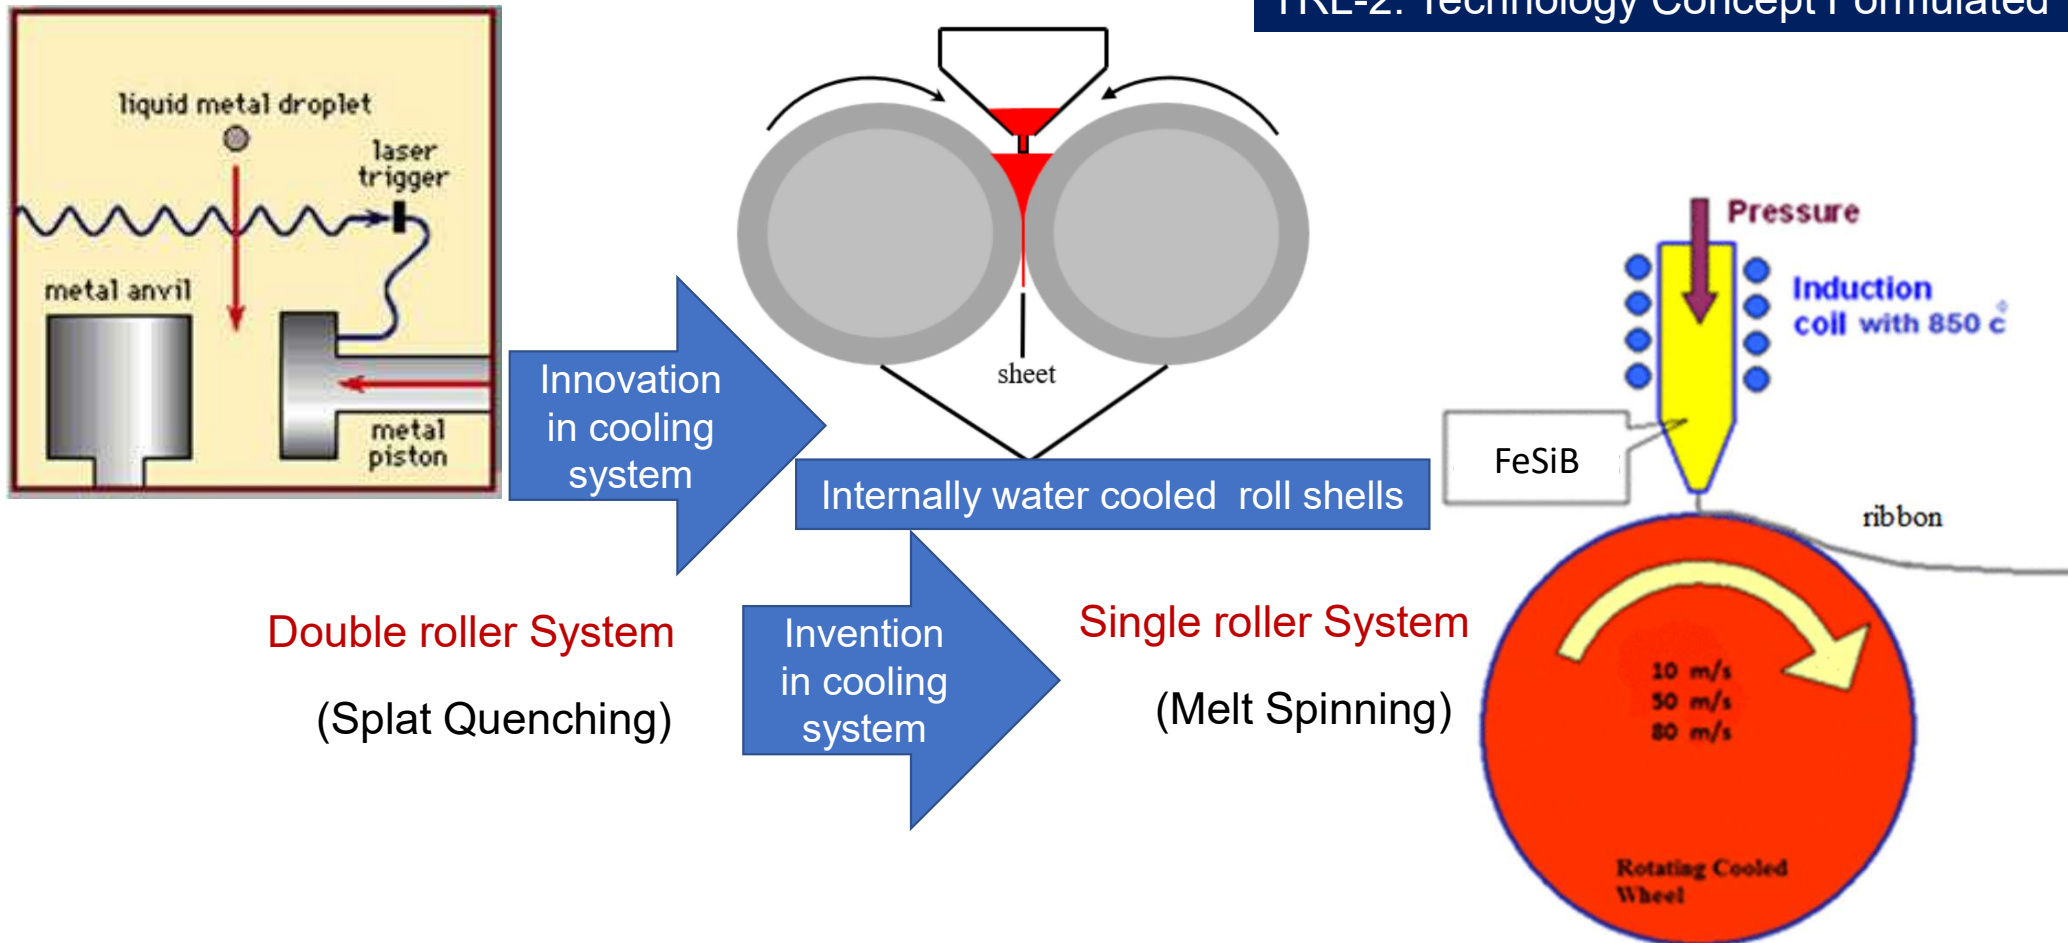 TRL-2: Technology Concept Formulated
liquid metal droplet
laser
trigger
metal anvil
metal
piston
Innovation
in cooling
system
sheet
Internally water cooled  roll shells
Pressure
Induction
coil with 850 c°
FeSiB
ribbon
10 m/s
50 m/s
80 m/s
Rotating Cooled
Wheel
Double roller System
(Splat Quenching)
Invention
in cooling
system
Single roller System
(Melt Spinning)